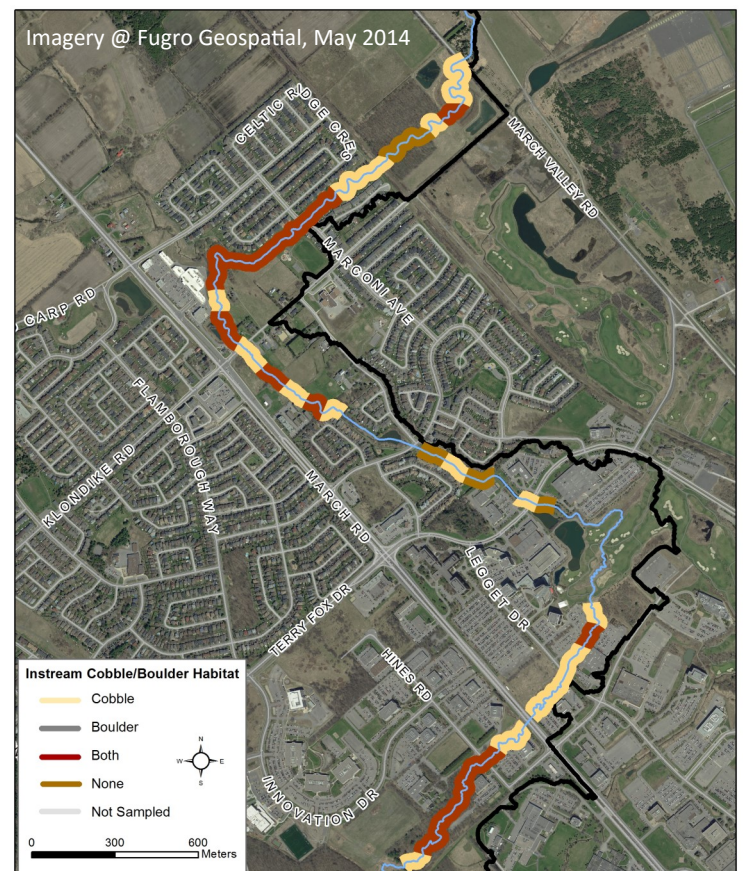 Imagery @ Fugro Geospatial, May 2014
CELTIC RIDGE CRES
MARCH VALLEY RD
MARCONI AVE
CARP RD
FLAMBOROUGH WAY
KLONDIKE RD
MARCH RD
LEGGET DR
TERRY FOX DR
HINES RD
INNOVATION DR
Instream Cobble/Boulder Habitat
Cobble
Boulder
Both
None
Not Sampled
N
W E
S
0 300 600
Meters